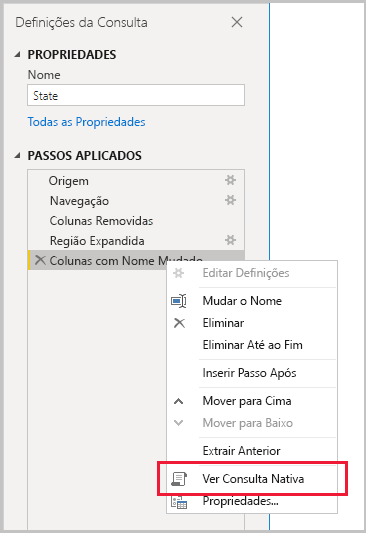 Definições da Consulta
PROPRIEDADES
Nome
State
Todas as Propriedades
PASSOS APLICADOS
Origem
Navegação
Colunas Removidas
Região Expandida
Colunas com Nome Mudado
Editar Definições
Mudar o Nome
Eliminar
Eliminar Até ao Fim
Inserir Passo Após
Mover para Cima
Mover para Baixo
Extrair Anterior
Ver Consulta Nativa
Propriedades...